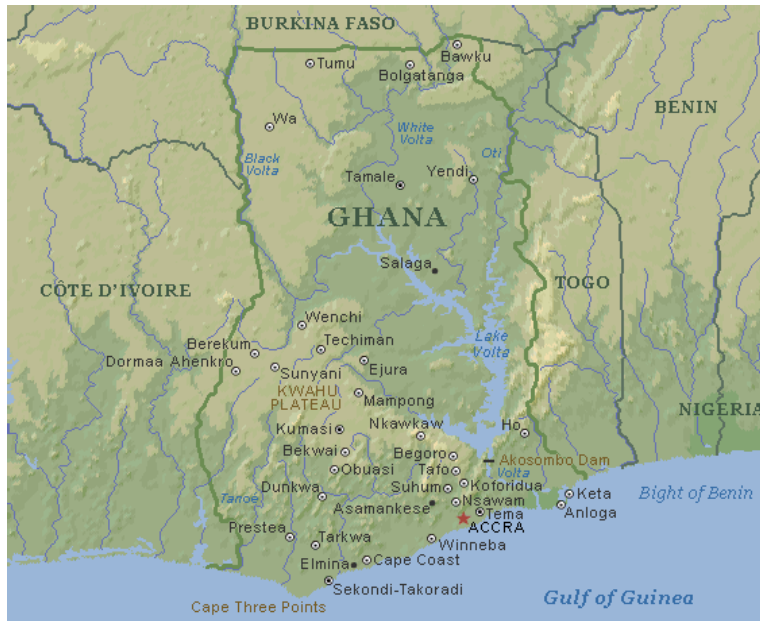 BURKINA FASO
Bawku
Tumu
Bolgatanga
BENIN
Wa
White
Volta
Black
Volta
Oti
Tamale
Yendi
GHANA
Salaga
CÔTE D'IVOIRE
TOGO
Wenchi
Lake
Volta
Berekum
Techiman
Dormaa Ahenkro
Sunyani
Ejura
KWAHU
PLATEAU
Mampong
NIGERIA
Kumasi
Nkawkaw
Ho
Bekwai
Begoro
Akosombo Dam
Obuasi
Tafo
Volta
Dunkwa
Suhum
Koforidua
Tanoe
Keta
Bight of Benin
Nsawam
Asamankese
Tema
Anloga
ACCRA
Prestea
Tarkwa
Winneba
Elmina
Cape Coast
Sekondi-Takoradi
Cape Three Points
Gulf of Guinea